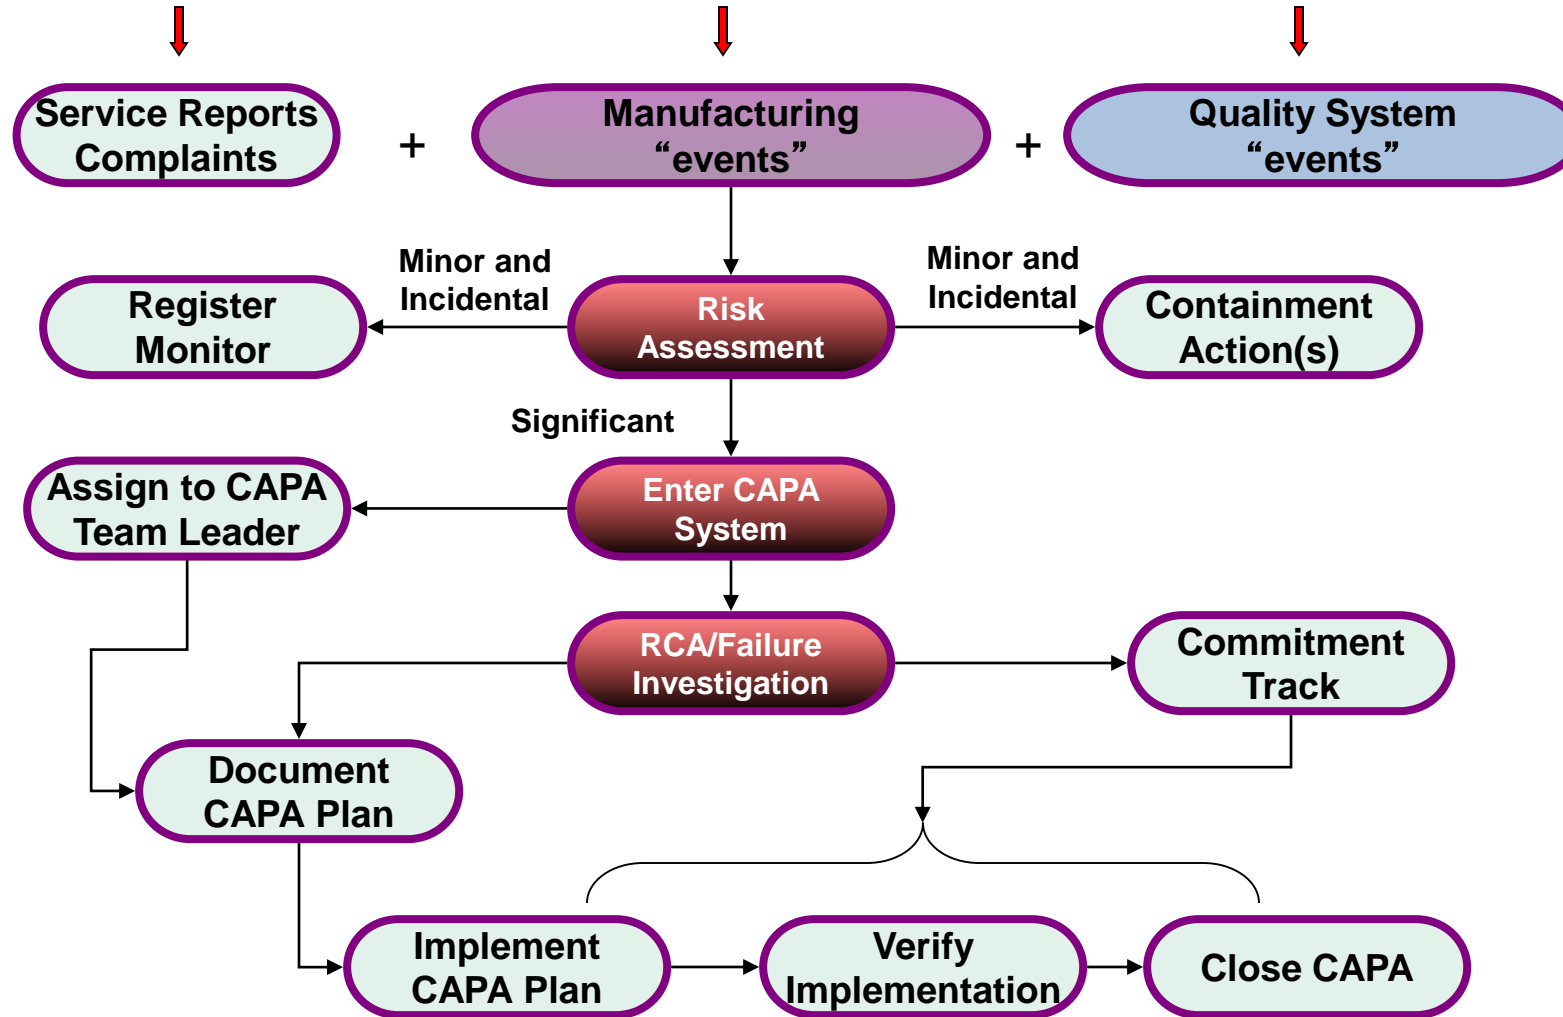 Service Reports
Complaints
+
Manufacturing
“events”
+
Quality System
“events”
Minor and
Incidental
Minor and
Incidental
Register
Monitor
Risk
Assessment
Containment
Action(s)
Significant
Assign to CAPA
Team Leader
Enter CAPA
System
RCA/Failure
Investigation
Commitment
Track
Document
CAPA Plan
Implement
CAPA Plan
Verify
Implementation
Close CAPA